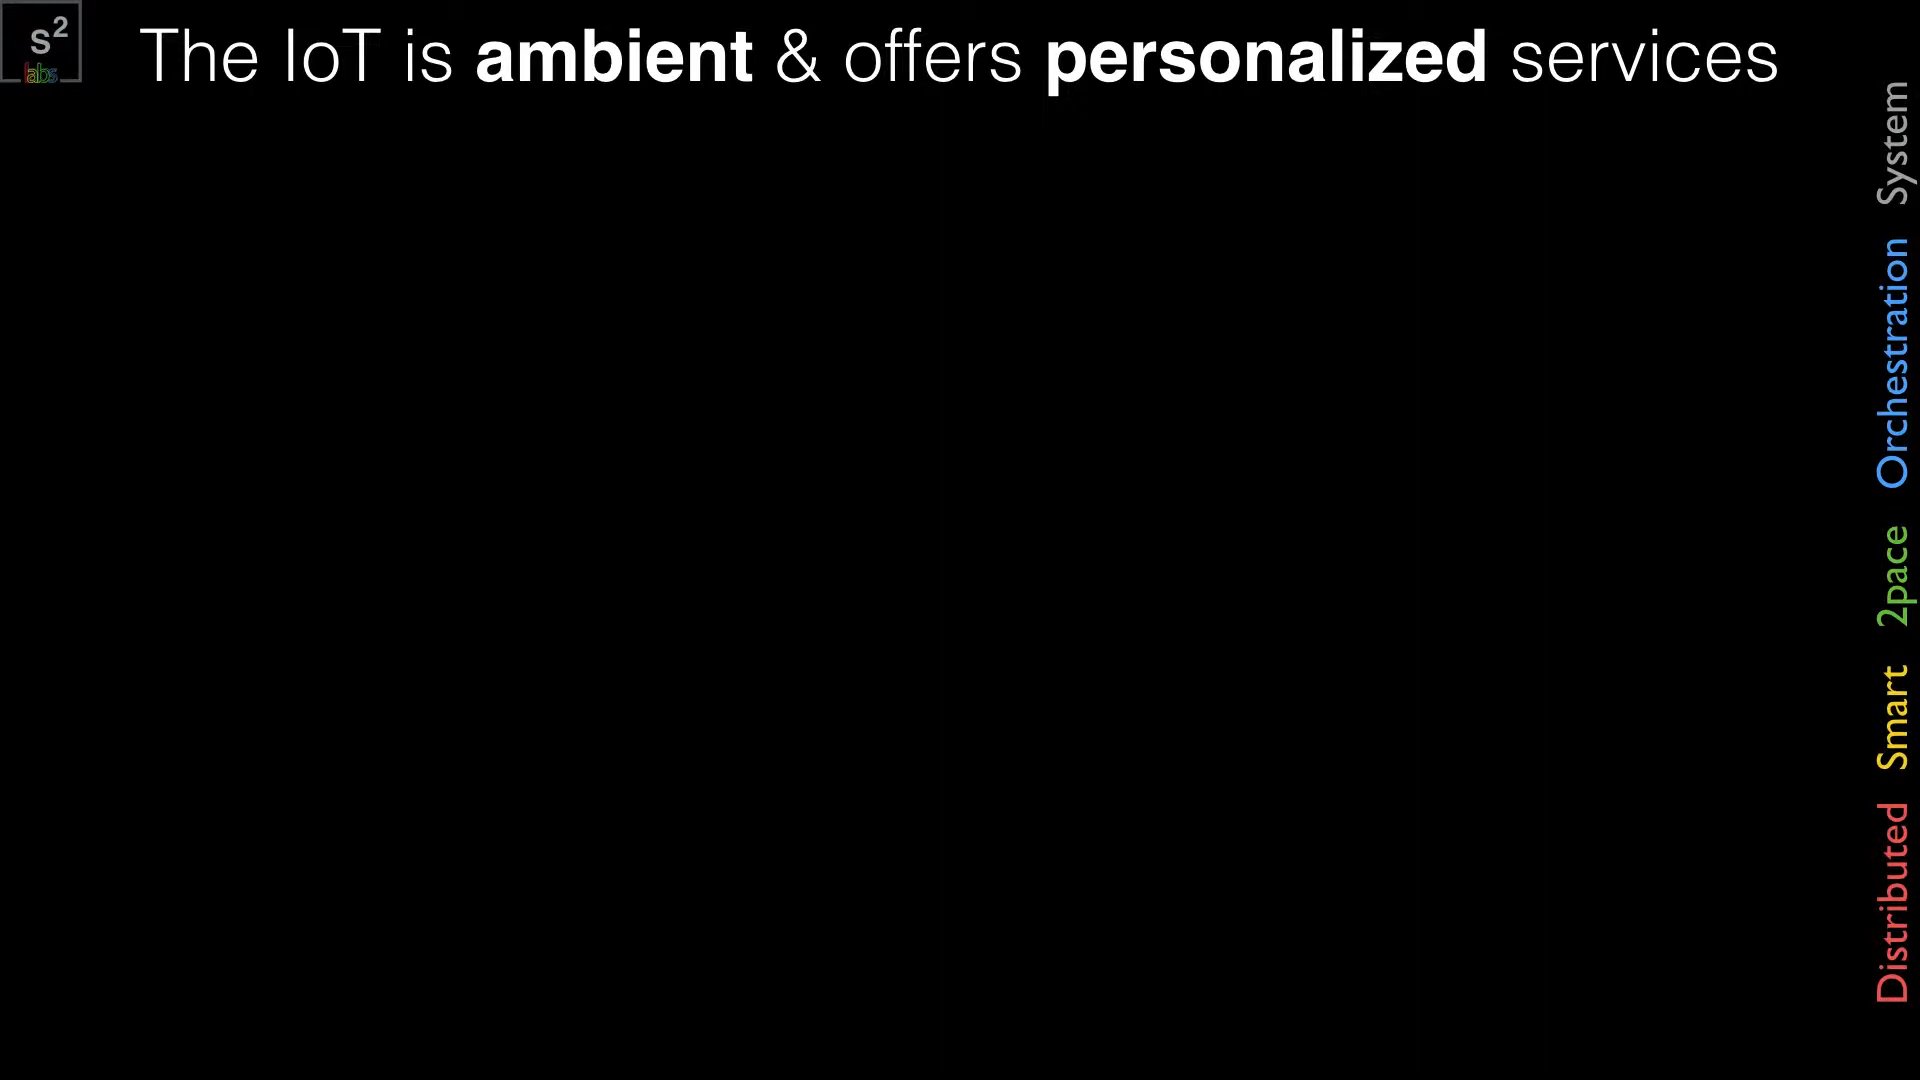 s2
labs
The IoT is ambient & offers personalized services
Distributed Smart 2pace Orchestration System